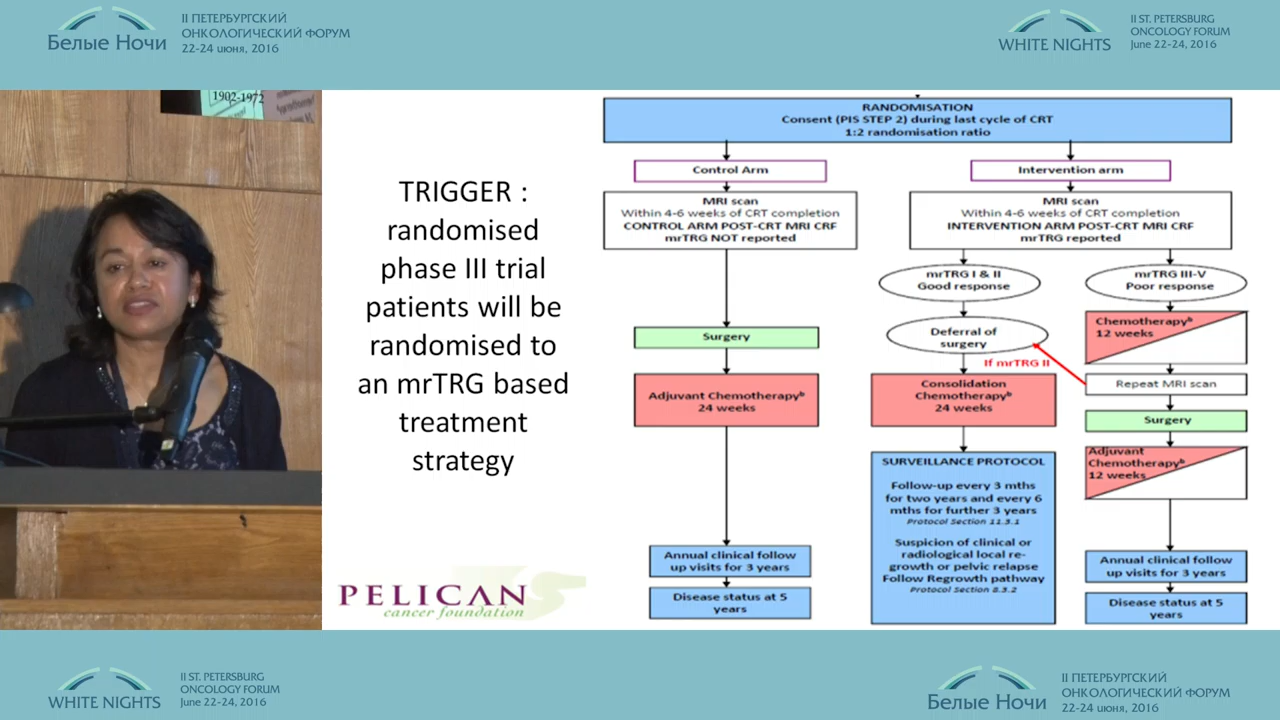 Белые Ночи
II ПЕТЕРБУРГСКИЙ
ОНКОЛОГИЧЕСКИЙ ФОРУМ
22-24 июня, 2016
WHITE NIGHTS
II ST. PETERSBURG
ONCOLOGY FORUM
June 22-24, 2016
1902-1972
TRIGGER :
randomised
phase III trial
patients will be
randomised to
an mrTRG based
treatment
strategy
PELICAN
cancer foundation
RANDOMISATION
Consent (PIS STEP 2) during last cycle of CRT
1:2 randomisation ratio
Control Arm
MRI scan
Within 4-6 weeks of CRT completion
CONTROL ARM POST-CRT MRI CRF
mrTRG NOT reported
Surgery
Adjuvant Chemotherapyᵇ
24 weeks
Annual clinical follow
up visits for 3 years
Disease status at 5
years
Intervention arm
MRI scan
Within 4-6 weeks of CRT completion
INTERVENTION ARM POST-CRT MRI CRF
mrTRG reported
mrTRG I & II
Good response
Deferral of
surgery
If mrTRG II
Consolidation
Chemotherapyᵇ
24 weeks
SURVEILLANCE PROTOCOL
Follow-up every 3 mths
for two years and every 6
mths for further 3 years
Protocol Section 11.3.1
Suspicion of clinical or
radiological local re-
growth or pelvic relapse
Follow Regrowth pathway
Protocol Section 8.3.2
mrTRG III-V
Poor response
Chemotherapyᵇ
12 weeks
Repeat MRI scan
Surgery
Adjuvant
Chemotherapyᵇ
12 weeks
Annual clinical follow
up visits for 3 years
Disease status at 5
years
WHITE NIGHTS
II ST. PETERSBURG
ONCOLOGY FORUM
June 22-24, 2016
Белые Ночи
II ПЕТЕРБУРГСКИЙ
ОНКОЛОГИЧЕСКИЙ ФОРУМ
22-24 июня, 2016